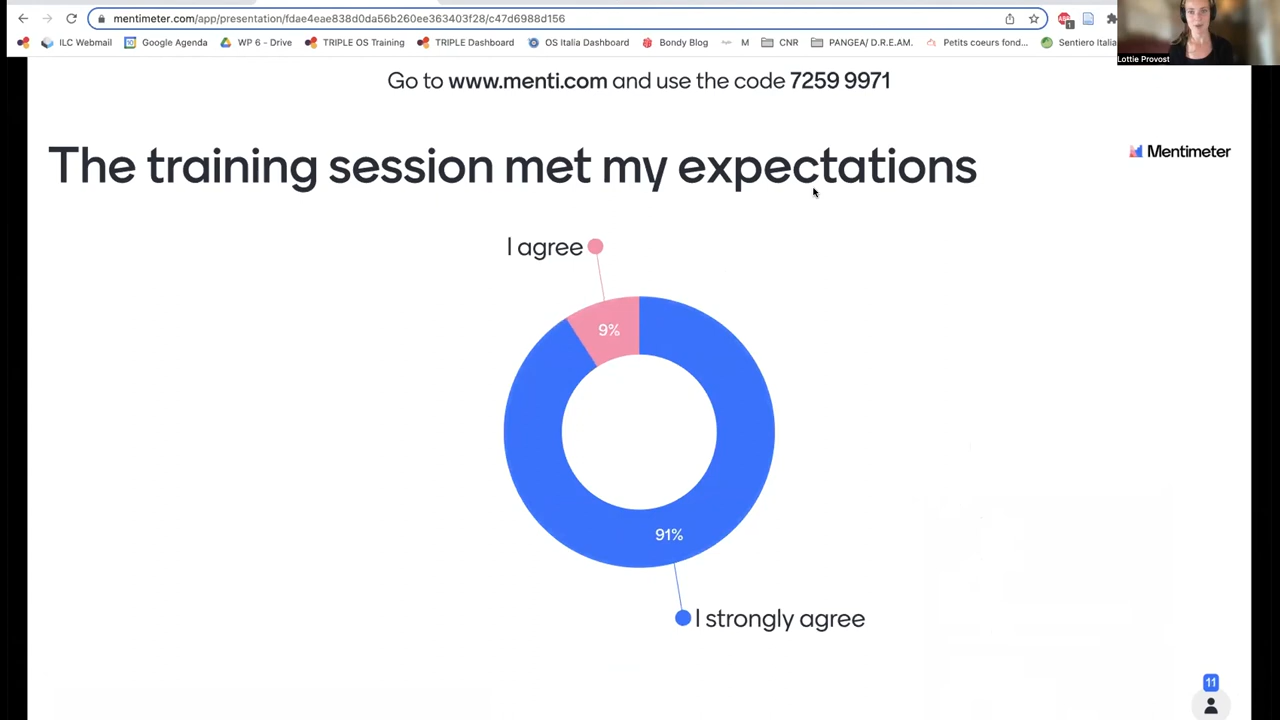 mentimeter.com/app/presentation/fdae4eae838d0da56b260ee363403f28/c47d6988d156
ILC Webmail
Google Agenda
WP 6 - Drive
TRIPLE OS Training
TRIPLE Dashboard
OS Italia Dashboard
Bondy Blog
M
CNR
PANGEA/ D.R.E.AM.
Petits coeurs fond...
Sentiero Italia
Lottie Provost
Go to www.menti.com and use the code 7259 9971
The training session met my expectations
Mentimeter
I agree
9%
91%
I strongly agree
11